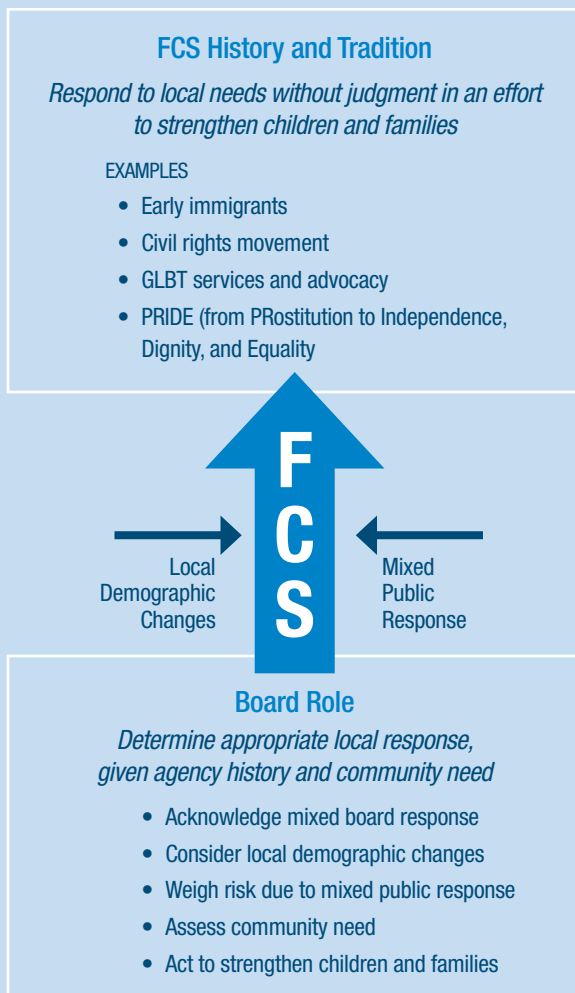 FCS History and Tradition
Respond to local needs without judgment in an effort
to strengthen children and families
EXAMPLES
• Early immigrants
• Civil rights movement
• GLBT services and advocacy
• PRIDE (from PRostitution to Independence,
Dignity, and Equality
F
C
S
Local
Demographic
Changes
Mixed
Public
Response
Board Role
Determine appropriate local response,
given agency history and community need
• Acknowledge mixed board response
• Consider local demographic changes
• Weigh risk due to mixed public response
• Assess community need
• Act to strengthen children and families